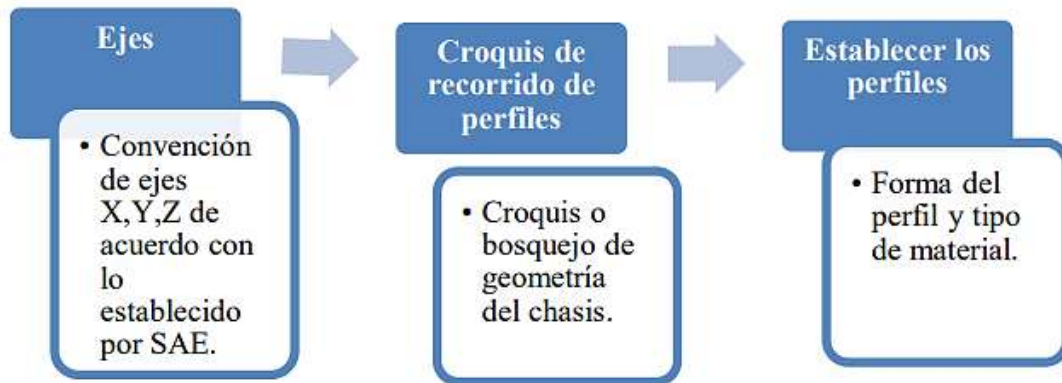 Ejes
• Convención
de ejes
X,Y,Z de
acuerdo con
lo
establecido
por SAE.
Croquis de
recorrido de
perfiles
• Croquis o
bosquejo de
geometría
del chasis.
Establecer los
perfiles
• Forma del
perfil y tipo
de material.